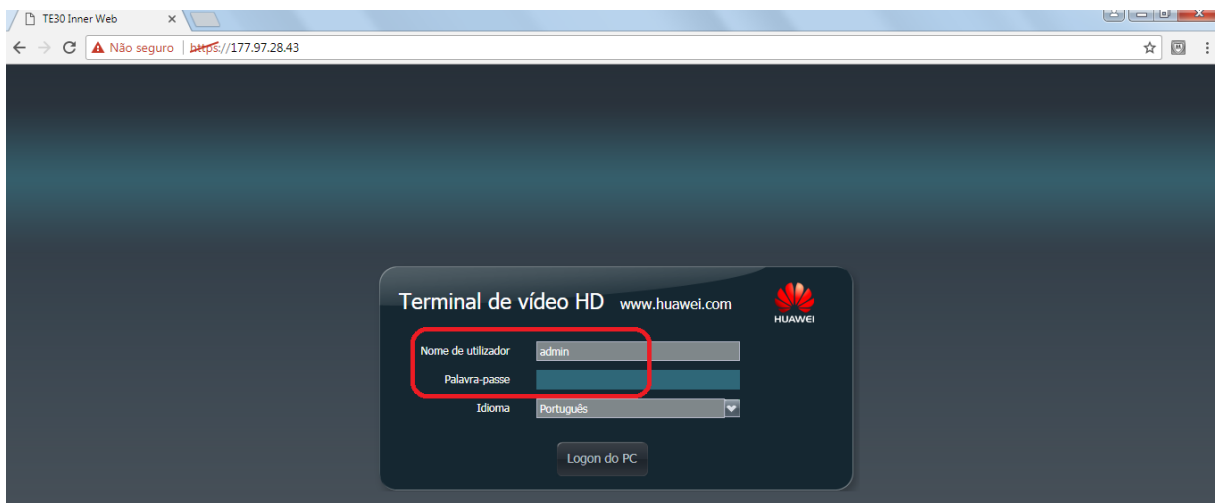 TE30 Inner Web
Não seguro | https://177.97.28.43
Terminal de vídeo HD www.huawei.com
HUAWEI
Nome de utilizador admin
Palavra-passe
Idioma Português
Logon do PC